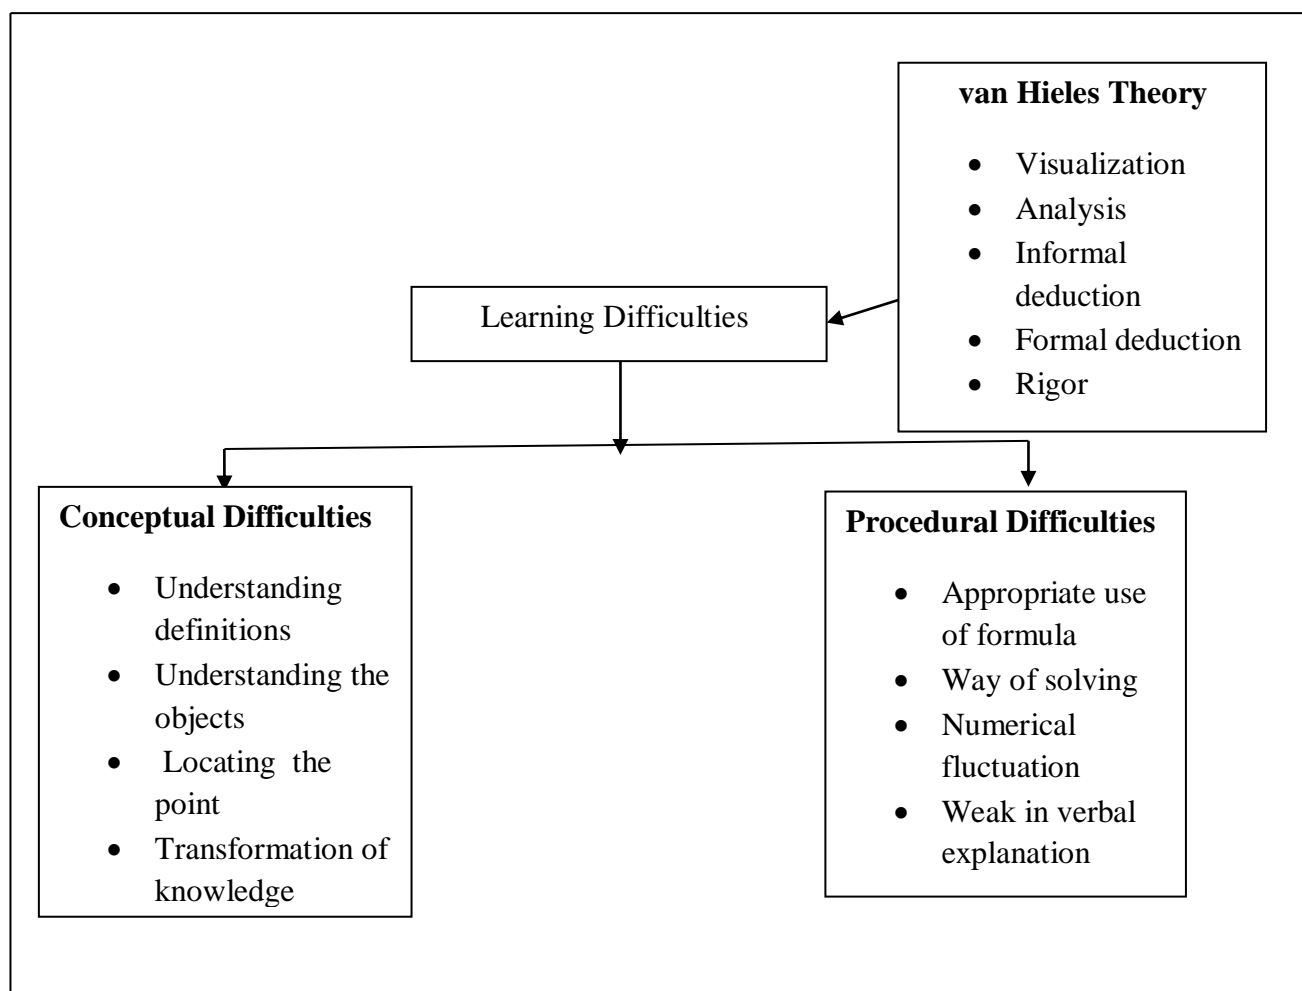 van Hieles Theory
• Visualization
• Analysis
• Informal
deduction
• Formal deduction
• Rigor
Learning Difficulties
Conceptual Difficulties
• Understanding
definitions
• Understanding the
objects
• Locating the
point
• Transformation of
knowledge
Procedural Difficulties
• Appropriate use
of formula
• Way of solving
• Numerical
fluctuation
• Weak in verbal
explanation